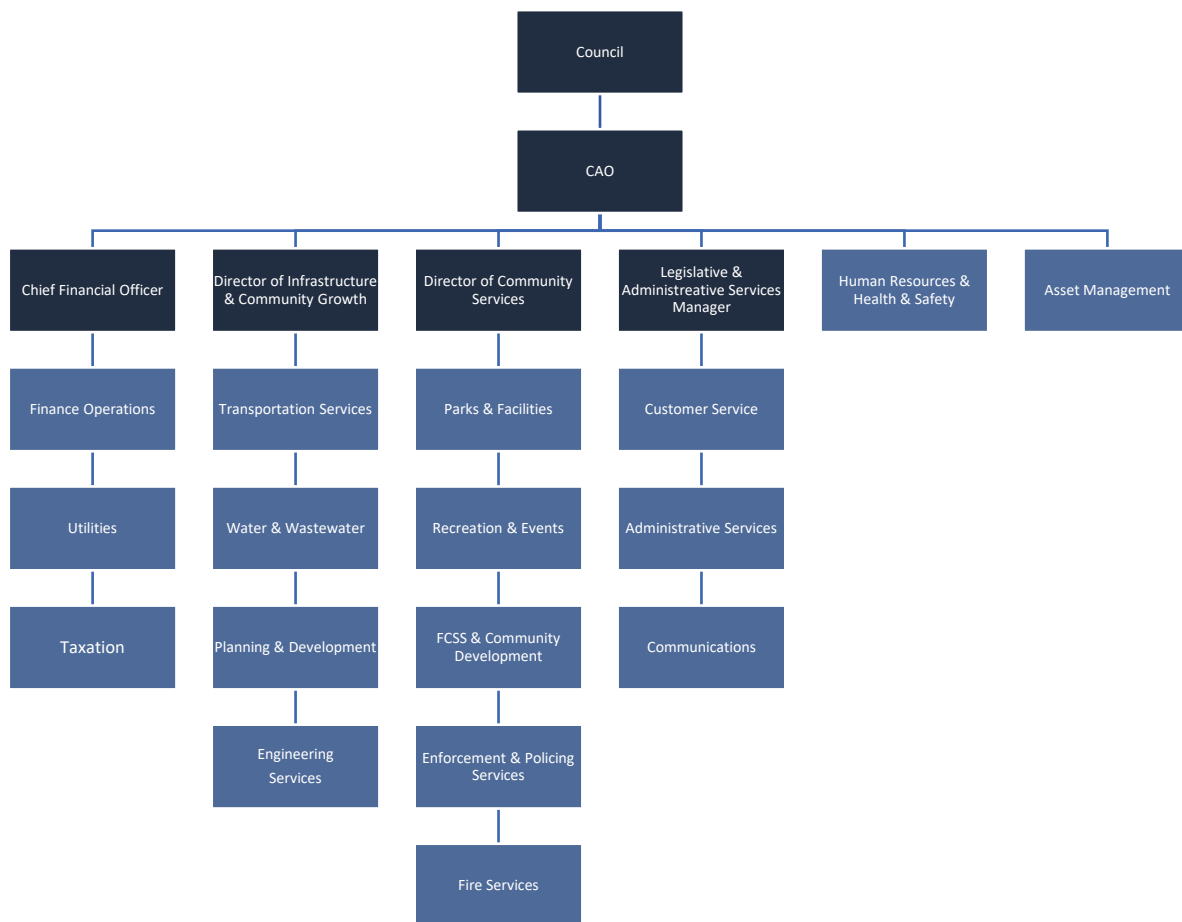 Council
CAO
Chief Financial Officer
Director of Infrastructure
& Community Growth
Director of Community
Services
Legislative &
Administreative Services
Manager
Human Resources &
Health & Safety
Asset Management
Finance Operations
Transportation Services
Parks & Facilities
Customer Service
Utilities
Water & Wastewater
Recreation & Events
Administrative Services
Taxation
Planning & Development
FCSS & Community
Development
Communications
Engineering
Services
Enforcement & Policing
Services
Fire Services